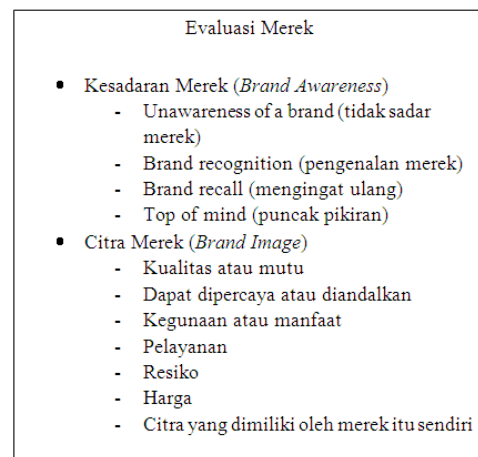 Evaluasi Merek
• Kesadaran Merek (Brand Awareness)
- Unawareness of a brand (tidak sadar
merek)
- Brand recognition (pengenalan merek)
- Brand recall (mengingat ulang)
- Top of mind (puncak pikiran)
• Citra Merek (Brand Image)
- Kualitas atau mutu
- Dapat dipercaya atau diandalkan
- Kegunaan atau manfaat
- Pelayanan
- Resiko
- Harga
- Citra yang dimiliki oleh merek itu sendiri